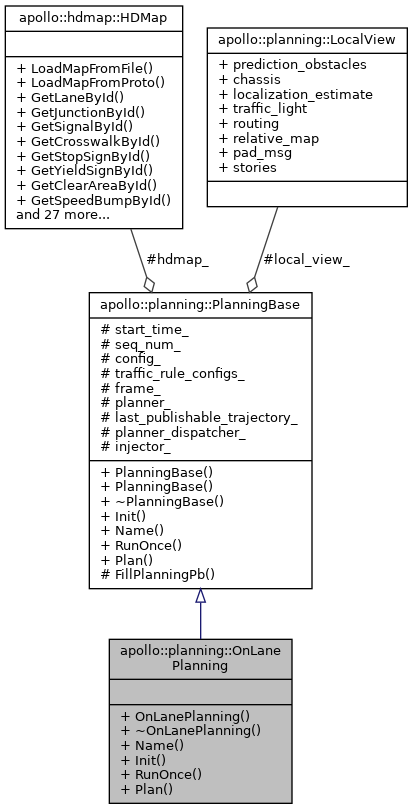 apollo::hdmap::HDMap
+ LoadMapFromFile()
+ LoadMapFromProto()
+ GetLaneById()
+ GetJunctionById()
+ GetSignalById()
+ GetCrosswalkById()
+ GetStopSignById()
+ GetYieldSignById()
+ GetClearAreaById()
+ GetSpeedBumpById()
and 27 more...
apollo::planning::LocalView
+ prediction_obstacles
+ chassis
+ localization_estimate
+ traffic_light
+ routing
+ relative_map
+ pad_msg
+ stories
#hdmap_
#local_view_
apollo::planning::PlanningBase
# start_time_
# seq_num_
# config_
# traffic_rule_configs_
# frame_
# planner_
# last_publishable_trajectory_
# planner_dispatcher_
# injector_
+ PlanningBase()
+ PlanningBase()
+ ~PlanningBase()
+ Init()
+ Name()
+ RunOnce()
+ Plan()
# FillPlanningPb()
apollo::planning::OnLane
Planning
+ OnLanePlanning()
+ ~OnLanePlanning()
+ Name()
+ Init()
+ RunOnce()
+ Plan()